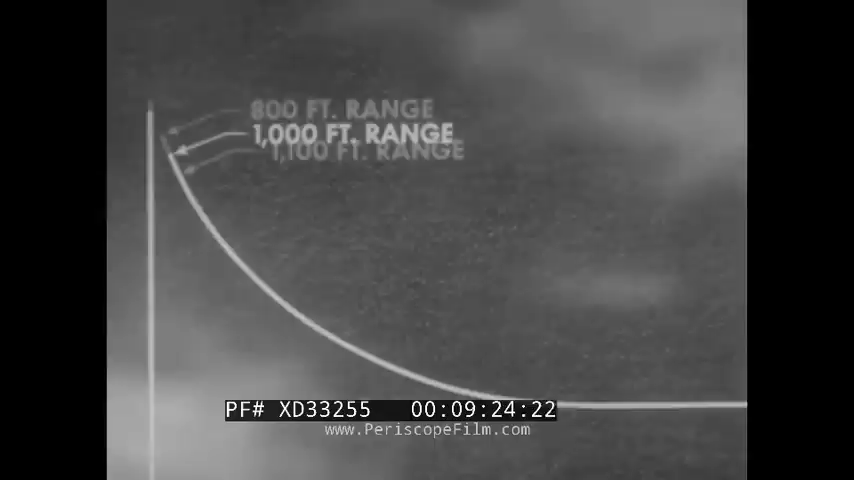 800 FT. RANGE
1,000 FT. RANGE
1,100 FT. RANGE
PF# XD33255 00:09:24:22
www.PeriscopeFilm.com